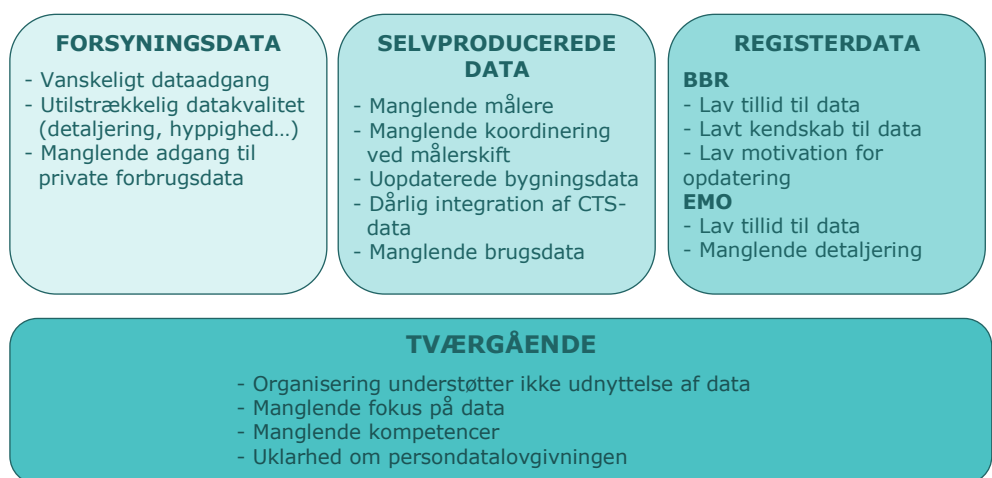 FORSYNINGSDATA
- Vanskeligt dataadgang
- Utilstrækkelig datakvalitet
(detaljering, hyppighed…)
- Manglende adgang til
private forbrugsdata
SELVPRODUCEREDE
DATA
- Manglende målere
- Manglende koordinering
ved målerskift
- Uopdaterede bygningsdata
- Dårlig integration af CTS-
data
- Manglende brugsdata
REGISTERDATA
BBR
- Lav tillid til data
- Lavt kendskab til data
- Lav motivation for
opdatering
EMO
- Lav tillid til data
- Manglende detaljering
TVÆRGÅENDE
- Organisering understøtter ikke udnyttelse af data
- Manglende fokus på data
- Manglende kompetencer
- Uklarhed om persondatalovgivningen